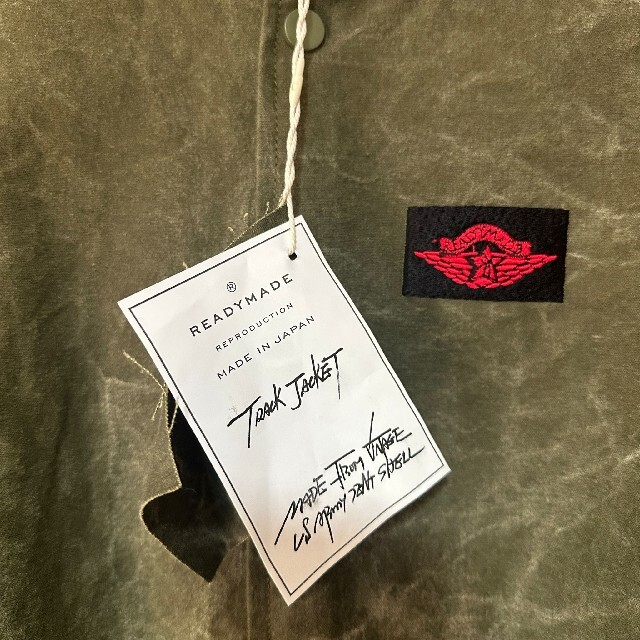 ®
READYMADE
REPRODUCTION
MADE IN JAPAN
TRACK JACKET
MADE FROM VINTAGE
US ARMY TENT SHELL